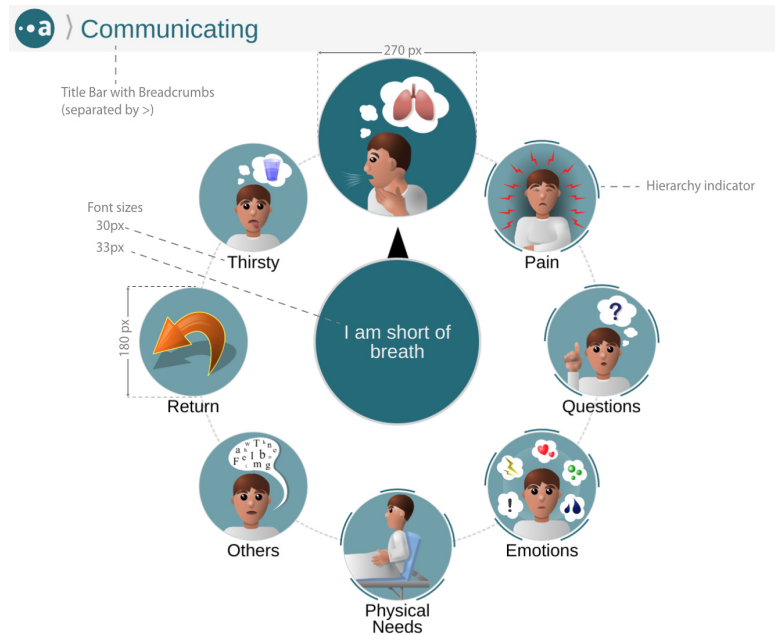 a
Communicating
270 px
Title Bar with Breadcrumbs
(separated by >)
Hierarchy indicator
Font sizes
30px
33px
Thirsty
Pain
180 px
I am short of
breath
?
Return
Questions
a T n e
F c l b
i m g
!
Others
Emotions
Physical
Needs